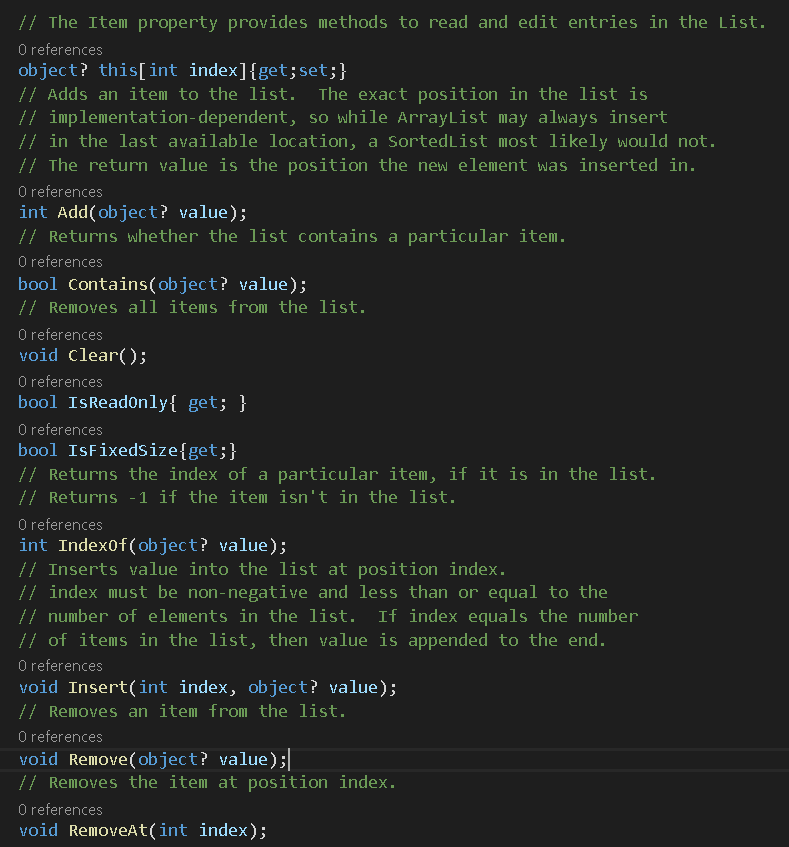 // The Item property provides methods to read and edit entries in the List.
0 references
object? this[int index]{get;set;}
// Adds an item to the list.  The exact position in the list is
// implementation-dependent, so while ArrayList may always insert
// in the last available location, a SortedList most likely would not.
// The return value is the position the new element was inserted in.
0 references
int Add(object? value);
// Returns whether the list contains a particular item.
0 references
bool Contains(object? value);
// Removes all items from the list.
0 references
void Clear();
0 references
bool IsReadOnly{ get; }
0 references
bool IsFixedSize{get;}
// Returns the index of a particular item, if it is in the list.
// Returns -1 if the item isn't in the list.
0 references
int IndexOf(object? value);
// Inserts value into the list at position index.
// index must be non-negative and less than or equal to the
// number of elements in the list.  If index equals the number
// of items in the list, then value is appended to the end.
0 references
void Insert(int index, object? value);
// Removes an item from the list.
0 references
void Remove(object? value);
// Removes the item at position index.
0 references
void RemoveAt(int index);